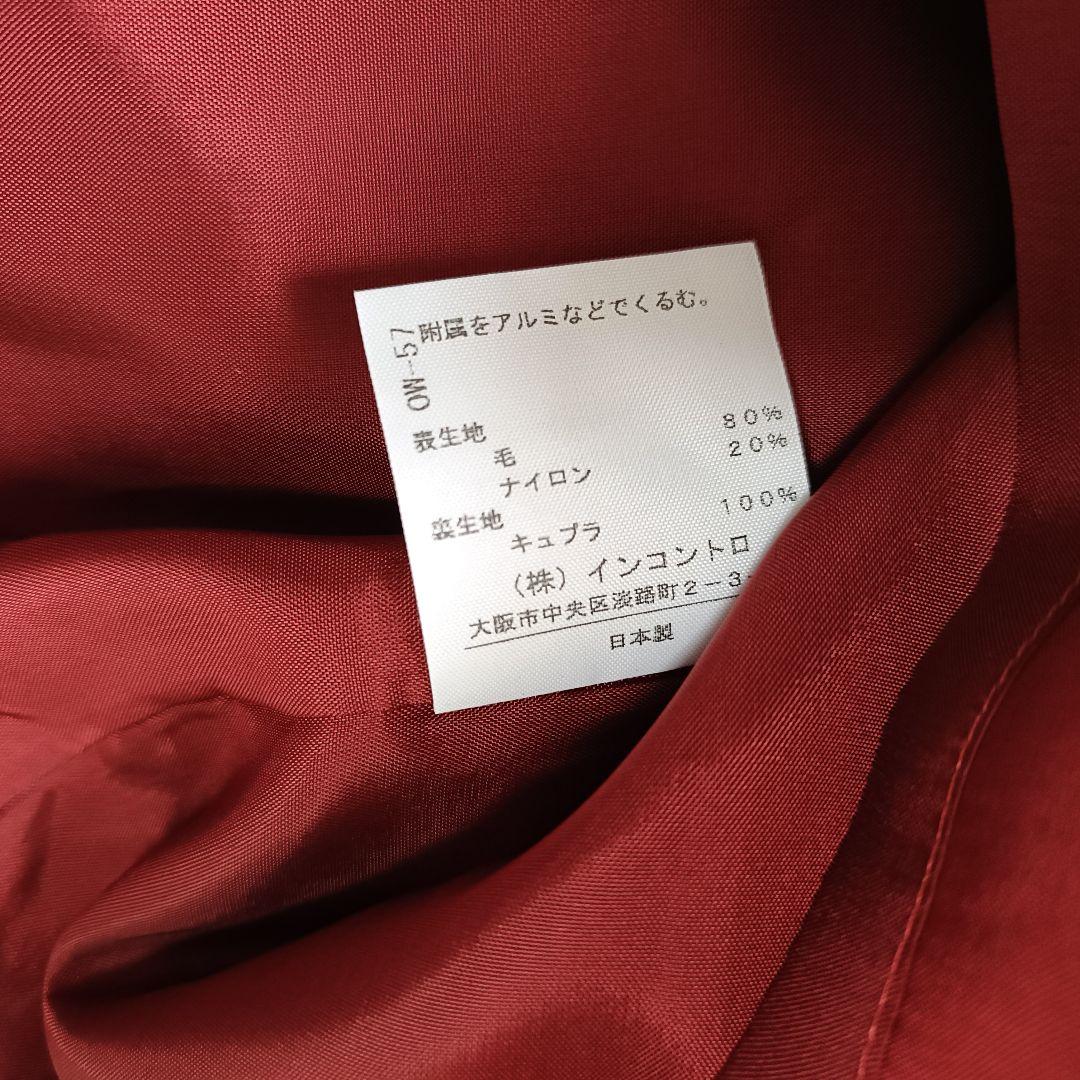 附属をアルミなどでくるむ。
OW-57
表生地
毛 80%
ナイロン 20%
裏生地
キュプラ 100%
（株）インコントロ
大阪市中央区淡路町2-3-
日本製